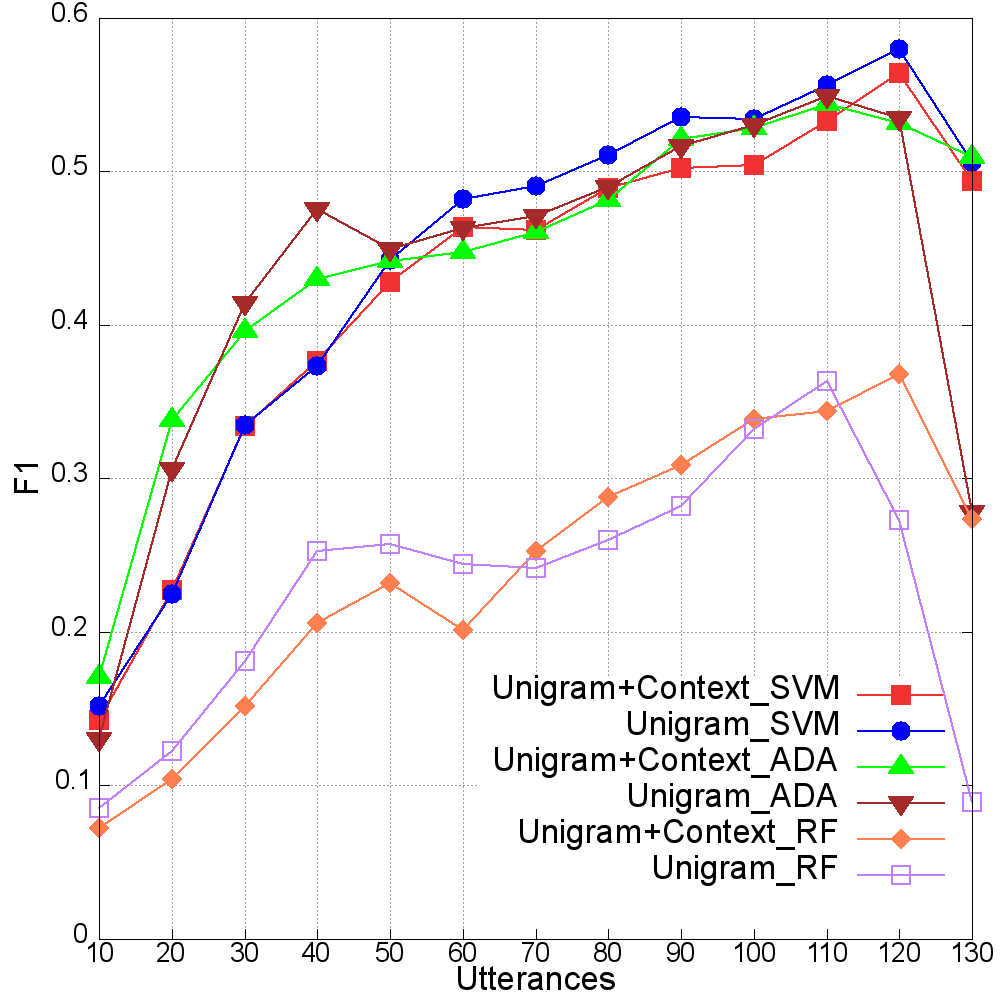 0.6
0.5
0.4
0.3
0.2
0.1
0
F1
Unigram+Context_SVM
Unigram_SVM
Unigram+Context_ADA
Unigram_ADA
Unigram+Context_RF
Unigram_RF
10 20 30 40 50 60 70 80 90 100 110 120 130
Utterances